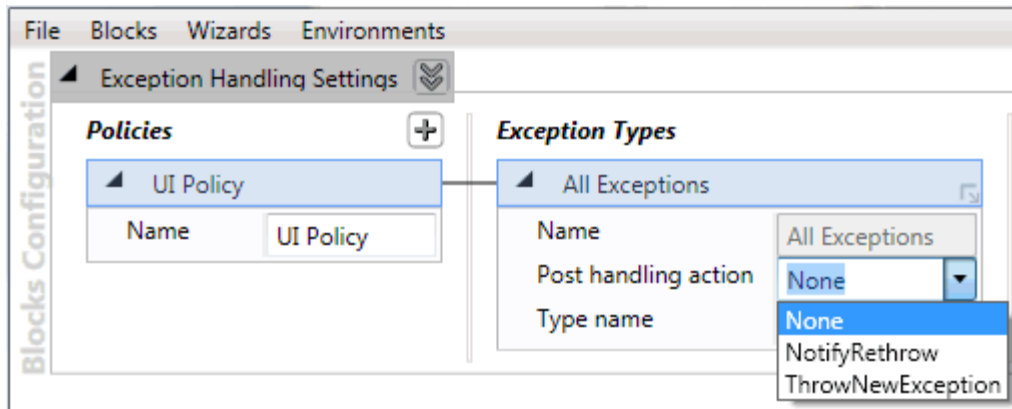 File Blocks Wizards Environments
Blocks Configuration
Exception Handling Settings
Policies
UI Policy
Name UI Policy
Exception Types
All Exceptions
Name All Exceptions
Post handling action None
Type name
None
NotifyRethrow
ThrowNewException